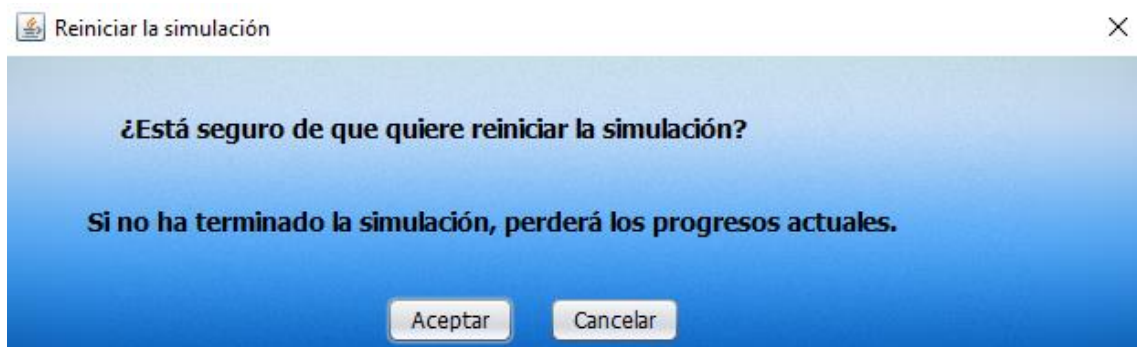 Reiniciar la simulación
¿Está seguro de que quiere reiniciar la simulación?
Si no ha terminado la simulación, perderá los progresos actuales.
Aceptar Cancelar